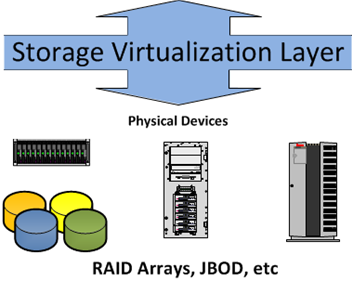 Storage Virtualization Layer
Physical Devices
RAID Arrays, JBOD, etc